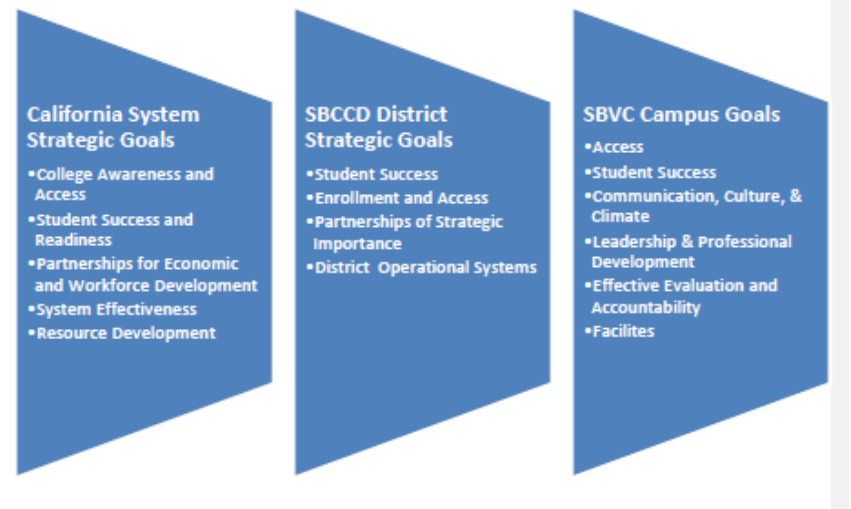 California System
Strategic Goals
•College Awareness and
Access
•Student Success and
Readiness
•Partnerships for Economic
and Workforce Development
•System Effectiveness
•Resource Development
SBCCD District
Strategic Goals
•Student Success
•Enrollment and Access
•Partnerships of Strategic
Importance
•District Operational Systems
SBVC Campus Goals
•Access
•Student Success
•Communication, Culture, &
Climate
•Leadership & Professional
Development
•Effective Evaluation and
Accountability
•Facilites